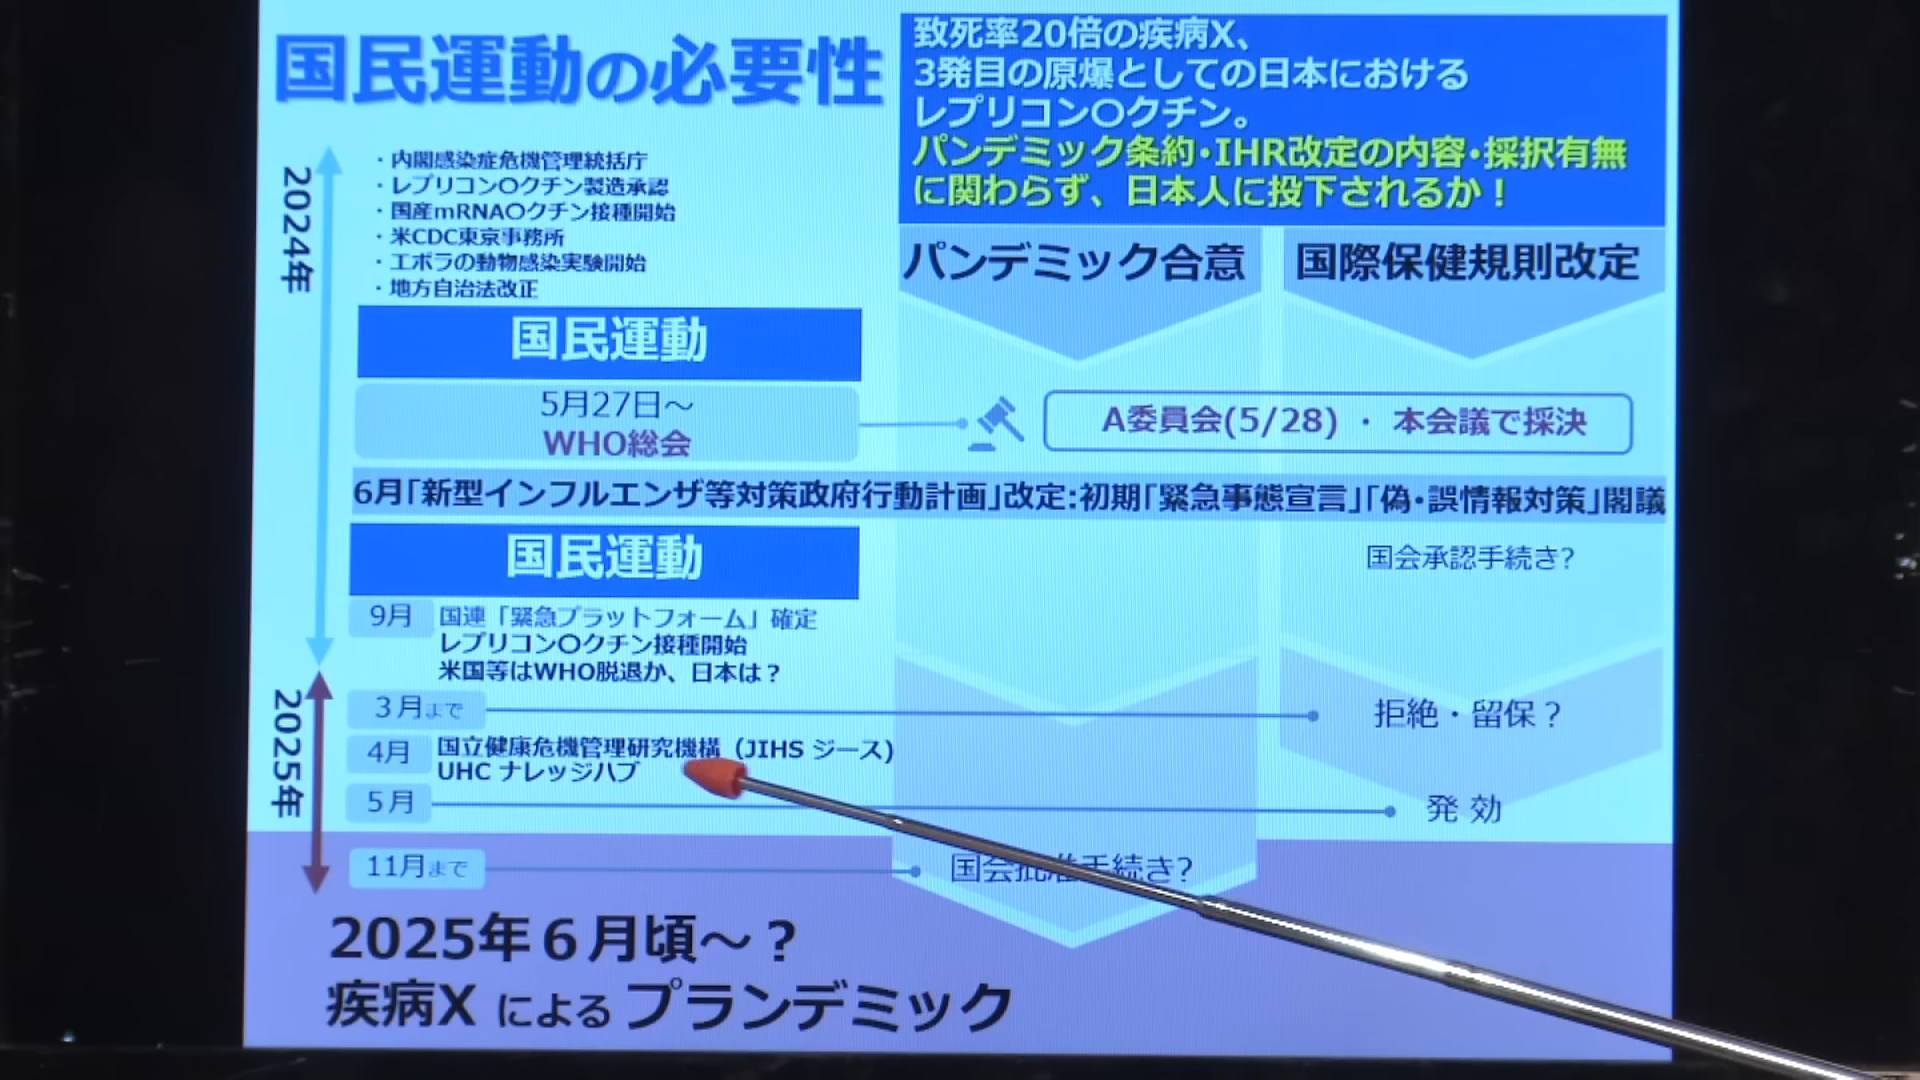 国民運動の必要性
致死率20倍の疾病X、
3発目の原爆としての日本における
レプリコン〇クチン。
パンデミック条約・IHR改定の内容・採択有無
に関わらず、日本人に投下されるか！
2024年
・内閣感染症危機管理統括庁
・レプリコン〇クチン製造承認
・国産mRNA〇クチン接種開始
・米CDC東京事務所
・エボラの動物感染実験開始
・地方自治法改正
パンデミック合意
国際保健規則改定
国民運動
5月27日～
WHO総会
A委員会(5/28) ・ 本会議で採決
6月「新型インフルエンザ等対策政府行動計画」改定:初期「緊急事態宣言」「偽・誤情報対策」閣議
国民運動
国会承認手続き?
9月 国連「緊急プラットフォーム」確定
レプリコン〇クチン接種開始
米国等はWHO脱退か、日本は？
2025年
３月まで
拒絶・留保？
4月 国立健康危機管理研究機構（JIHS ジース)
UHC ナレッジハブ
5月
発 効
11月まで
国会批准手続き?
2025年６月頃～？
疾病X による プランデミック